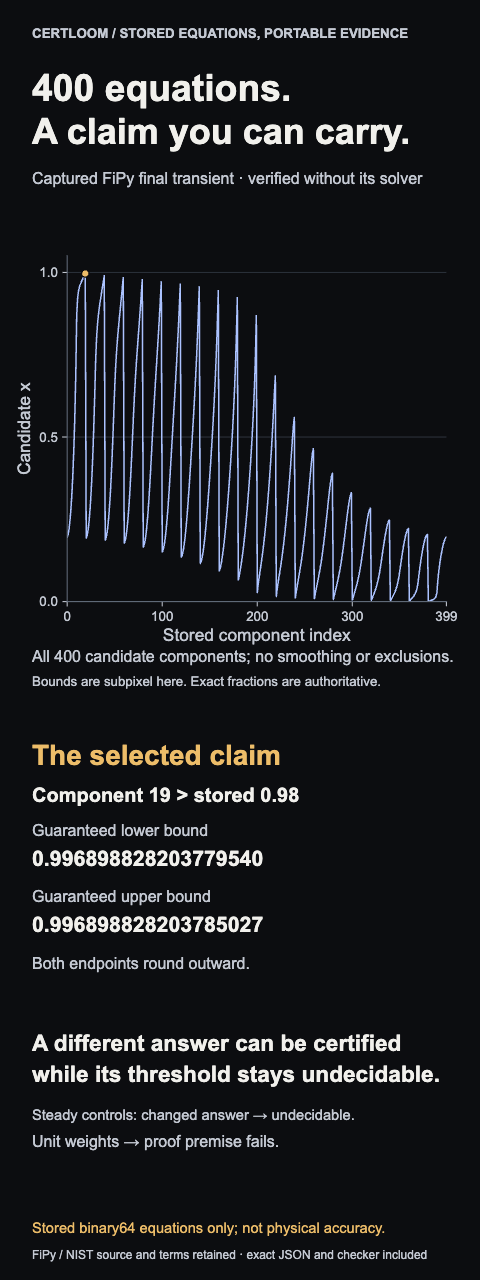 CERTLOOM / STORED EQUATIONS, PORTABLE EVIDENCE
400 equations.
A claim you can carry.
Captured FiPy final transient · verified without its solver
1.0
0.5
0.0
Candidate x
0 100 200 300 399
Stored component index
All 400 candidate components; no smoothing or exclusions.
Bounds are subpixel here. Exact fractions are authoritative.
The selected claim
Component 19 > stored 0.98
Guaranteed lower bound
0.996898828203779540
Guaranteed upper bound
0.996898828203785027
Both endpoints round outward.
A different answer can be certified
while its threshold stays undecidable.
Steady controls: changed answer → undecidable.
Unit weights → proof premise fails.
Stored binary64 equations only; not physical accuracy.
FiPy / NIST source and terms retained · exact JSON and checker included